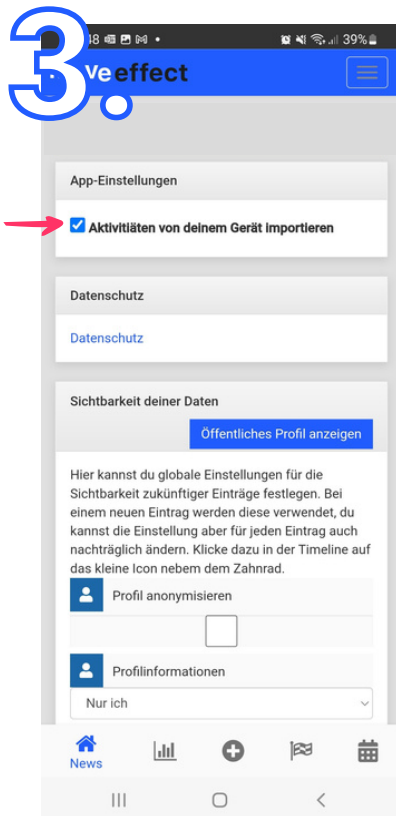 3.
48
39%
veeffect
App-Einstellungen
Aktivitiäten von deinem Gerät importieren
Datenschutz
Datenschutz
Sichtbarkeit deiner Daten
Öffentliches Profil anzeigen
Hier kannst du globale Einstellungen für die
Sichtbarkeit zukünftiger Einträge festlegen. Bei
einem neuen Eintrag werden diese verwendet, du
kannst die Einstellung aber für jeden Eintrag auch
nachträglich ändern. Klicke dazu in der Timeline auf
das kleine Icon nebem dem Zahnrad.
Profil anonymisieren
Profilinformationen
Nur ich
News